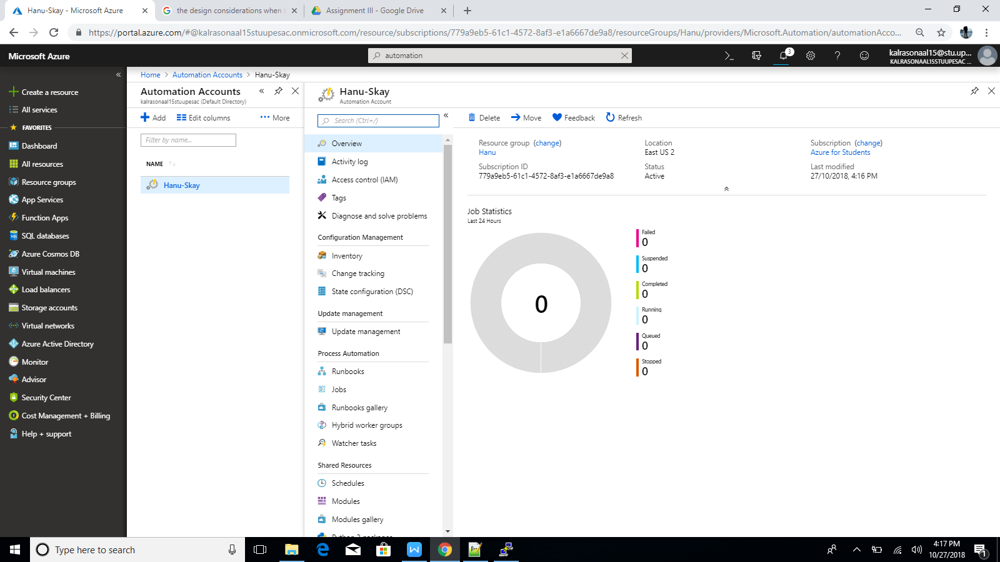 Hanu-Skay - Microsoft Azure
the design considerations when
Assignment III - Google Drive
https://portal.azure.com/#@kalrasonaal15stuupesac.onmicrosoft.com/resource/subscriptions/779a9eb5-61c1-4572-8af3-e1a6667de9a8/resourceGroups/Hanu/providers/Microsoft.Automation/automationAcco...
Microsoft Azure
automation
3
kalrasonaal15@stu.up...
KALRASONAAL15STUUPESAC ...
Create a resource
All services
FAVORITES
Dashboard
All resources
Resource groups
App Services
Function Apps
SQL databases
Azure Cosmos DB
Virtual machines
Load balancers
Storage accounts
Virtual networks
Azure Active Directory
Monitor
Advisor
Security Center
Cost Management + Billing
Help + support
Home > Automation Accounts > Hanu-Skay
Automation Accounts
kalrasonaal15stuupesac (Default Directory)
Add
Edit columns
More
Filter by name...
NAME
Hanu-Skay
Hanu-Skay
Automation Account
Search (Ctrl+/)
Overview
Activity log
Access control (IAM)
Tags
Diagnose and solve problems
Configuration Management
Inventory
Change tracking
State configuration (DSC)
Update management
Update management
Process Automation
Runbooks
Jobs
Runbooks gallery
Hybrid worker groups
Watcher tasks
Shared Resources
Schedules
Modules
Modules gallery
Python 2 packages
Delete
Move
Feedback
Refresh
Resource group (change)
Hanu
Subscription ID
779a9eb5-61c1-4572-8af3-e1a6667de9a8
Location
East US 2
Status
Active
Subscription (change)
Azure for Students
Last modified
27/10/2018, 4:16 PM
Job Statistics
Last 24 Hours
0
Failed
0
Suspended
0
Completed
0
Running
0
Queued
0
Stopped
0
Type here to search
4:17 PM
10/27/2018
1